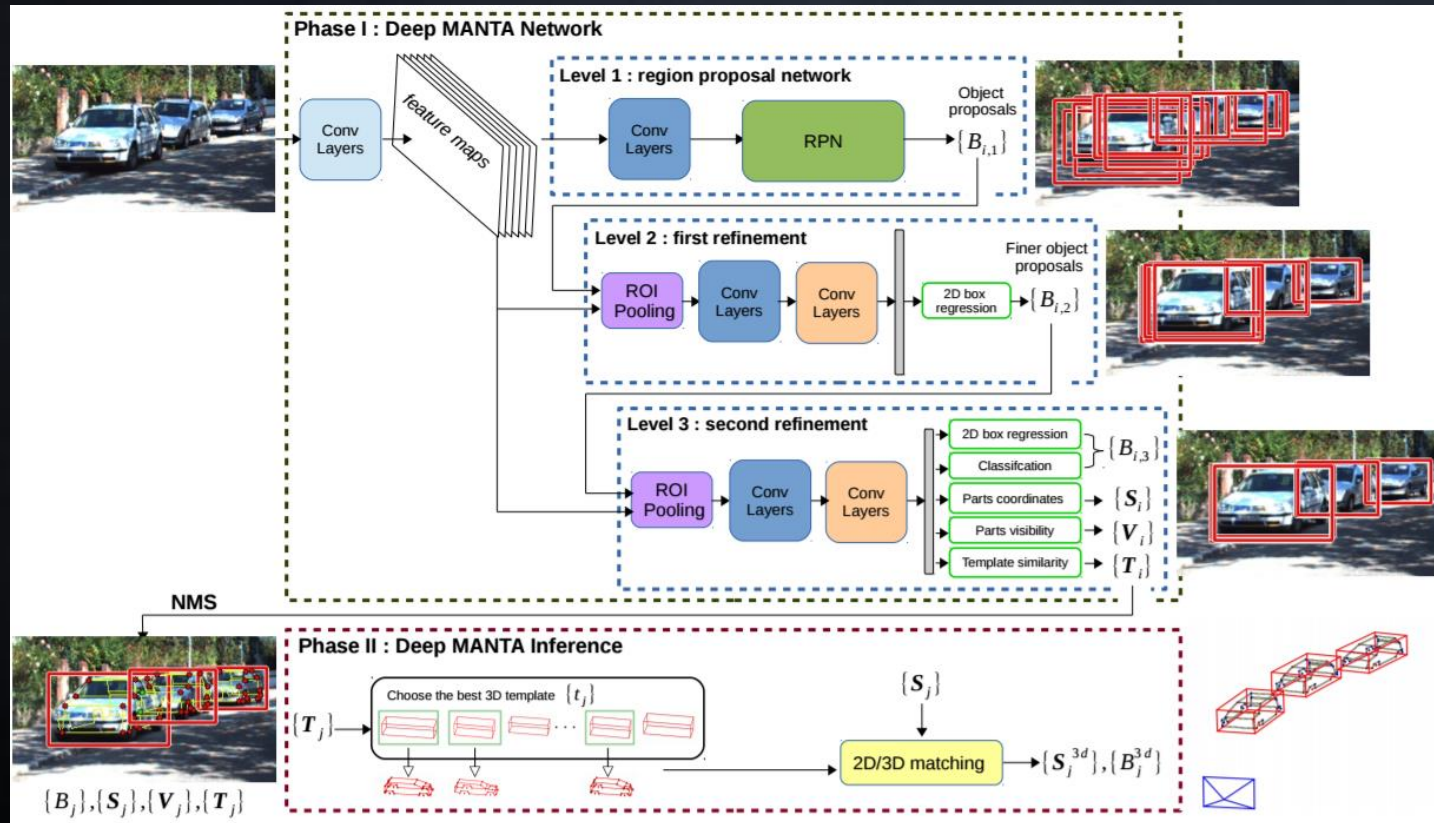 Phase I : Deep MANTA Network
Conv
Layers
feature maps
Level 1 : region proposal network
Conv
Layers
RPN
Object
proposals
{B_{i,1}}
Level 2 : first refinement
ROI
Pooling
Conv
Layers
Conv
Layers
2D box
regression
Finer object
proposals
{B_{i,2}}
Level 3 : second refinement
ROI
Pooling
Conv
Layers
Conv
Layers
2D box regression
Classifcation
{B_{i,3}}
Parts coordinates
{S_i}
Parts visibility
{V_i}
Template similarity
{T_i}
NMS
{B_j},{S_j},{V_j},{T_j}
Phase II : Deep MANTA Inference
{T_j}
Choose the best 3D template {t_j}
...
{S_j}
2D/3D matching
{S_j^{3d}},{B_j^{3d}}